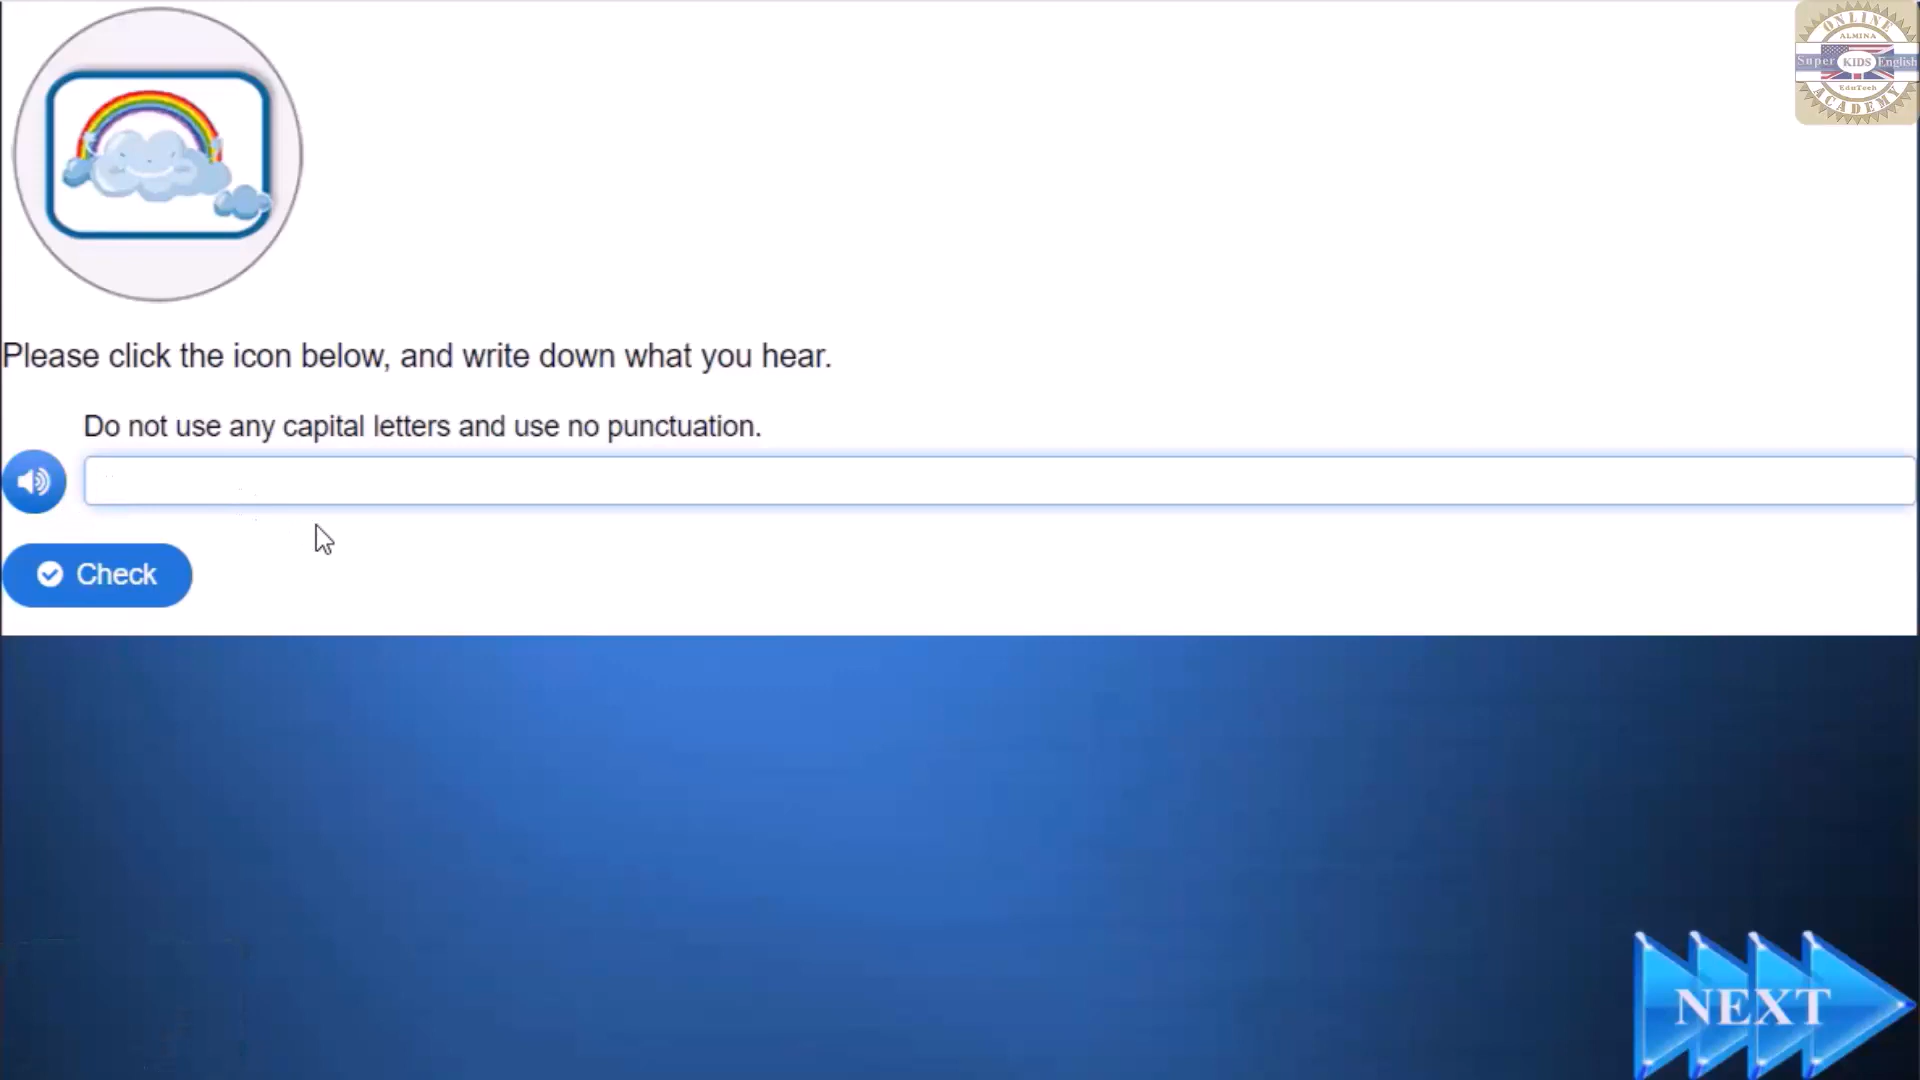 ONLINE
ALMINA
Super KIDS English
EduTech
ACADEMY
Please click the icon below, and write down what you hear.
Do not use any capital letters and use no punctuation.
Check
NEXT